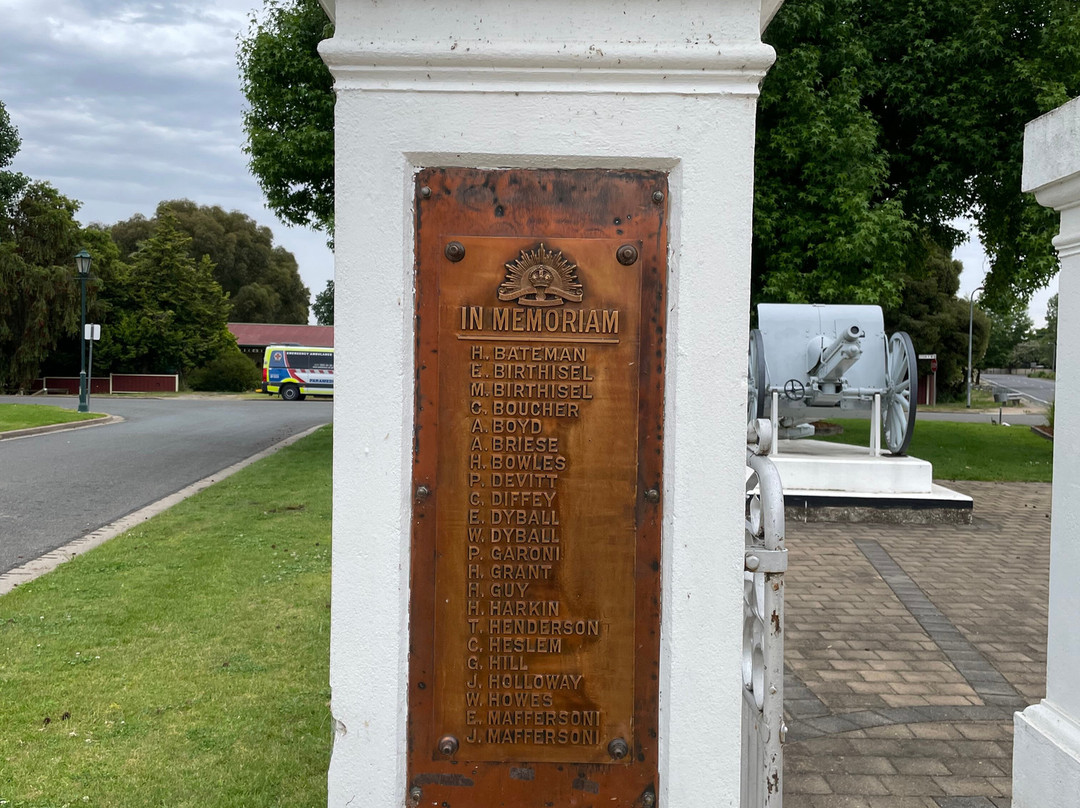 IN MEMORIAM
H. BATEMAN
E. BIRTHISEL
M. BIRTHISEL
C. BOUCHER
A. BOYD
A. BRIESE
H. BOWLES
P. DEVITT
C. DIFFEY
E. DYBALL
W. DYBALL
P. GARONI
H. GRANT
H. GUY
H. HARKIN
T. HENDERSON
C. HESLEM
G. HILL
J. HOLLOWAY
W. HOWES
E. MAFFERSONI
J. MAFFERSONI